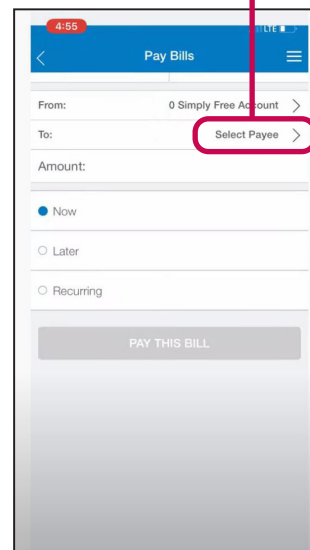 4:55
LTE
Pay Bills
From: 0 Simply Free Account
To: Select Payee
Amount:
Now
Later
Recurring
PAY THIS BILL